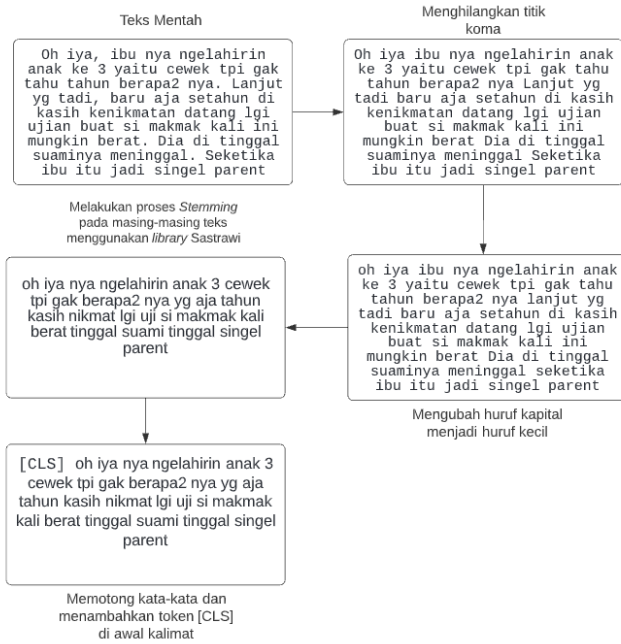 Teks Mentah
Oh iya, ibu nya ngelahirin
anak ke 3 yaitu cewek tpi gak
tahu tahun berapa2 nya. Lanjut
yg tadi, baru aja setahun di
kasih kenikmatan datang lgi
ujian buat si makmak kali ini
mungkin berat. Dia di tinggal
suaminya meninggal. Seketika
ibu itu jadi singel parent
Menghilangkan titik
koma
Oh iya ibu nya ngelahirin anak
ke 3 yaitu cewek tpi gak tahu
tahun berapa2 nya Lanjut yg
tadi baru aja setahun di kasih
kenikmatan datang lgi ujian
buat si makmak kali ini
mungkin berat Dia di tinggal
suaminya meninggal Seketika
ibu itu jadi singel parent
oh iya ibu nya ngelahirin anak
ke 3 yaitu cewek tpi gak tahu
tahun berapa2 nya lanjut yg
tadi baru aja setahun di kasih
kenikmatan datang lgi ujian
buat si makmak kali ini
mungkin berat Dia di tinggal
suaminya meninggal seketika
ibu itu jadi singel parent
Mengubah huruf kapital
menjadi huruf kecil
Melakukan proses Stemming
pada masing-masing teks
menggunakan library Sastrawi
oh iya nya ngelahirin anak 3 cewek
tpi gak berapa2 nya yg aja tahun
kasih nikmat lgi uji si makmak kali
berat tinggal suami tinggal singel
parent
[CLS] oh iya nya ngelahirin anak 3
cewek tpi gak berapa2 nya yg aja
tahun kasih nikmat lgi uji si makmak
kali berat tinggal suami tinggal singel
parent
Memotong kata-kata dan
menambahkan token [CLS]
di awal kalimat